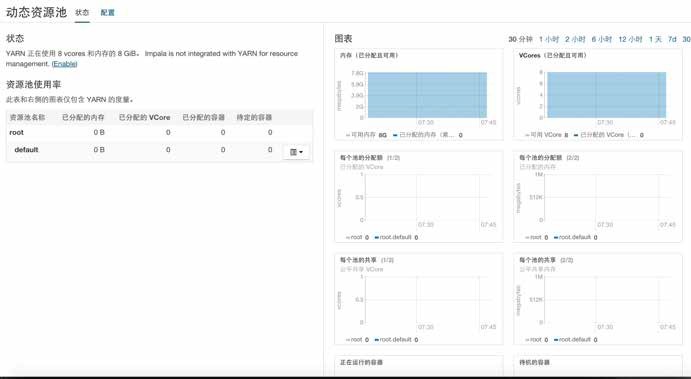 动态资源池 状态 配置
状态
YARN 正在使用 8 vcores 和内存的 8 GiB。 Impala is not integrated with YARN for resource
management. (Enable)
资源池使用率
此表和右侧的图表仅包含 YARN 的度量。
资源池名称 已分配的内存 已分配的 VCore 已分配的容器 待定的容器
root 0 B 0 0 0
default 0 B 0 0 0
图表
30 分钟 1 小时 2 小时 6 小时 12 小时 1 天 7d 30
内存（已分配且可用）
megabytes
7.8G
5.9G
3.9G
2.0G
0
07:30 07:45
可用内存 8G 已分配的内存（累... 0
VCores（已分配且可用）
vcores
8
6
4
2
0
07:30 07:45
可用 VCore 8 已分配的 VCore（... 0
每个池的分配额 (1/2)
已分配的 VCore
vcores
1
0.5
0
07:30 07:45
root 0 root.default 0
每个池的分配额 (2/2)
已分配的内存
megabytes
1M
512K
0
07:30 07:45
root 0 root.default 0
每个池的共享 (1/2)
公平共享 VCore
vcores
1
0.5
0
07:30 07:45
root 0 root.default 0
每个池的共享 (2/2)
公平共享内存
megabytes
1M
512K
0
07:30 07:45
root 0 root.default 0
正在运行的容器
待机的容器